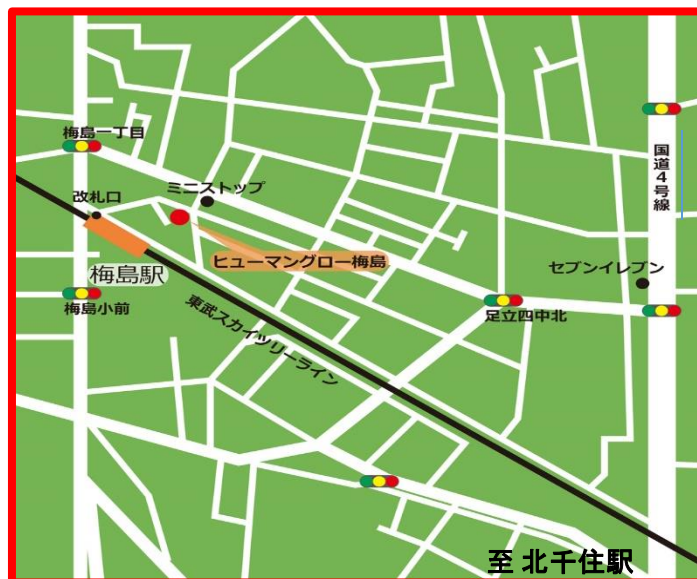 梅島一丁目
国道4号線
ミニストップ
改札口
ヒューマングロー梅島
セブンイレブン
梅島駅
梅島小前
足立四中北
東武スカイツリーライン
至 北千住駅